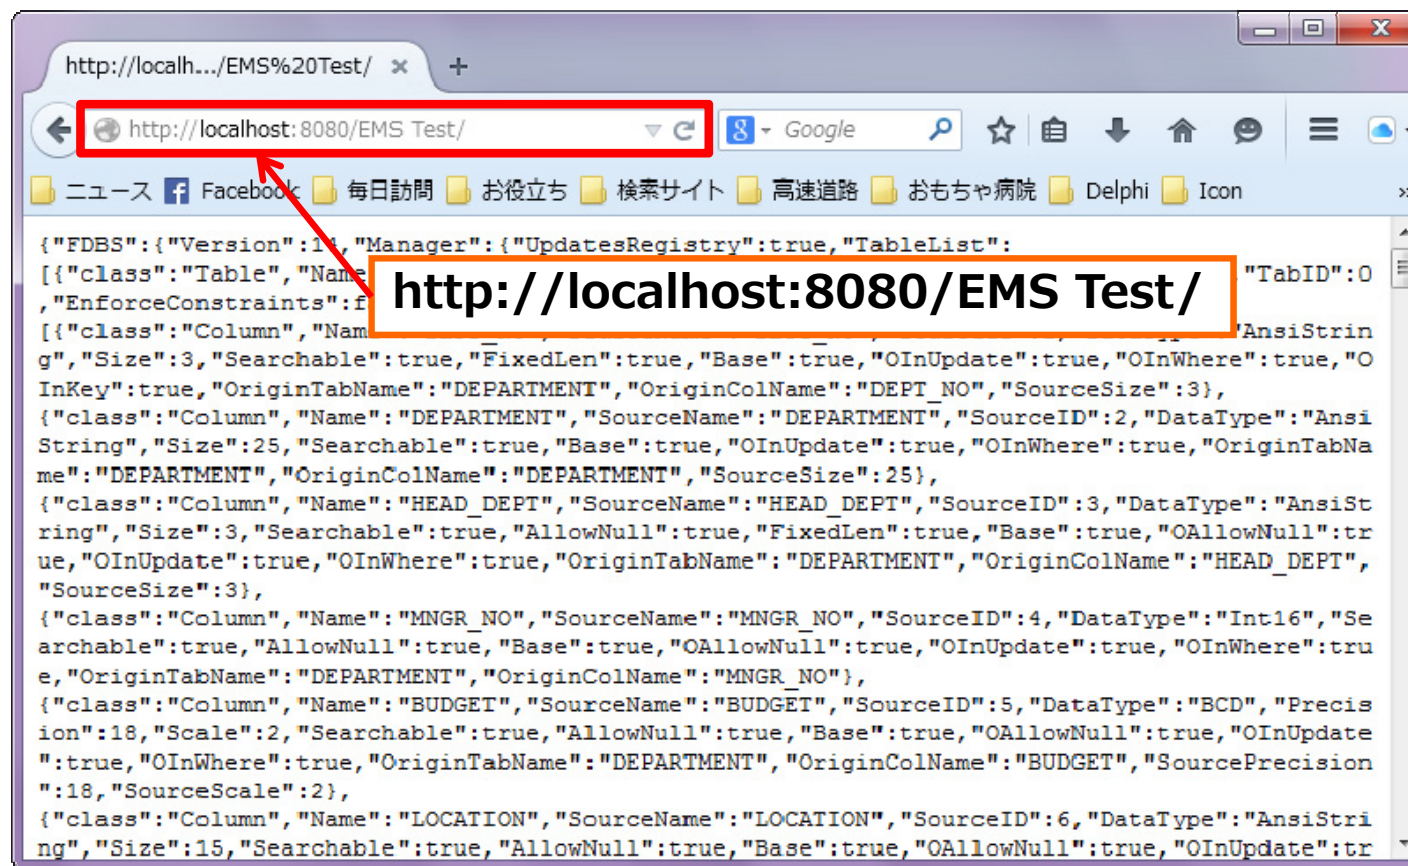 http://localh.../EMS%20Test/
http://localhost:8080/EMS Test/
Google
ニュース Facebook 毎日訪問 お役立ち 検索サイト 高速道路 おもちゃ病院 Delphi Icon
{"FDBS":{"Version":14,"Manager":{"UpdatesRegistry":true,"TableList":
[{"class":"Table","Name "TabID":0
,"EnforceConstraints":f
http://localhost:8080/EMS Test/
[{"class":"Column","Nam "AnsiStrin
g","Size":3,"Searchable":true,"FixedLen":true,"Base":true,"OInUpdate":true,"OInWhere":true,"O
InKey":true,"OriginTabName":"DEPARTMENT","OriginColName":"DEPT_NO","SourceSize":3},
{"class":"Column","Name":"DEPARTMENT","SourceName":"DEPARTMENT","SourceID":2,"DataType":"Ansi
String","Size":25,"Searchable":true,"Base":true,"OInUpdate":true,"OInWhere":true,"OriginTabNa
me":"DEPARTMENT","OriginColName":"DEPARTMENT","SourceSize":25},
{"class":"Column","Name":"HEAD_DEPT","SourceName":"HEAD_DEPT","SourceID":3,"DataType":"AnsiSt
ring","Size":3,"Searchable":true,"AllowNull":true,"FixedLen":true,"Base":true,"OAllowNull":tr
ue,"OInUpdate":true,"OInWhere":true,"OriginTabName":"DEPARTMENT","OriginColName":"HEAD_DEPT",
"SourceSize":3},
{"class":"Column","Name":"MNGR_NO","SourceName":"MNGR_NO","SourceID":4,"DataType":"Int16","Se
archable":true,"AllowNull":true,"Base":true,"OAllowNull":true,"OInUpdate":true,"OInWhere":tru
e,"OriginTabName":"DEPARTMENT","OriginColName":"MNGR_NO"},
{"class":"Column","Name":"BUDGET","SourceName":"BUDGET","SourceID":5,"DataType":"BCD","Precis
ion":18,"Scale":2,"Searchable":true,"AllowNull":true,"Base":true,"OAllowNull":true,"OInUpdate
":true,"OInWhere":true,"OriginTabName":"DEPARTMENT","OriginColName":"BUDGET","SourcePrecision
":18,"SourceScale":2},
{"class":"Column","Name":"LOCATION","SourceName":"LOCATION","SourceID":6,"DataType":"AnsiStri
ng","Size":15,"Searchable":true,"AllowNull":true,"Base":true,"OAllowNull":true,"OInUpdate":tr